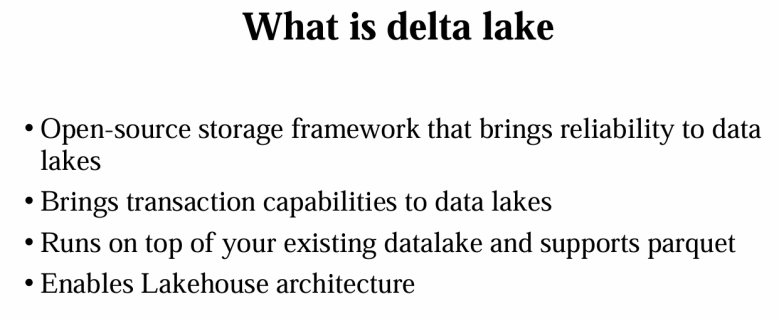 What is delta lake
• Open-source storage framework that brings reliability to data
lakes
• Brings transaction capabilities to data lakes
• Runs on top of your existing datalake and supports parquet
• Enables Lakehouse architecture